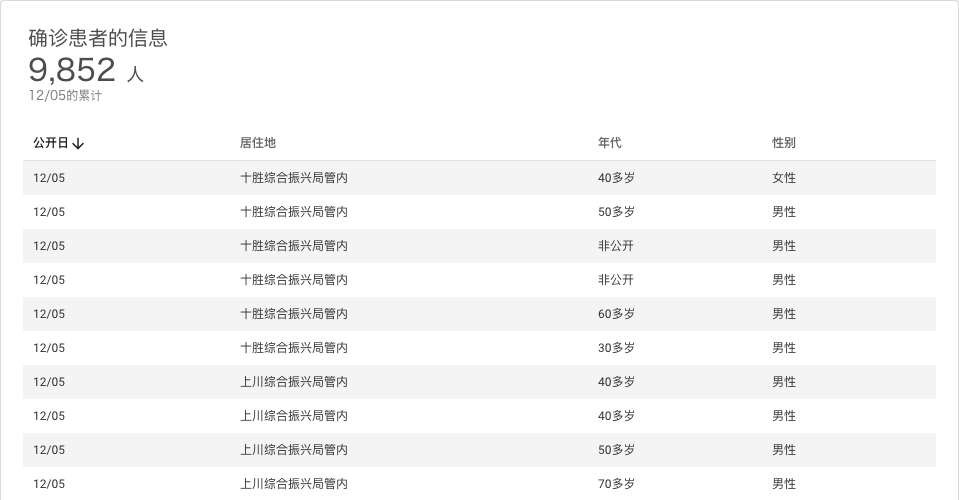 确诊患者的信息
9,852 人
12/05的累计
公开日↓ 居住地 年代 性别
12/05 十胜综合振兴局管内 40多岁 女性
12/05 十胜综合振兴局管内 50多岁 男性
12/05 十胜综合振兴局管内 非公开 男性
12/05 十胜综合振兴局管内 非公开 男性
12/05 十胜综合振兴局管内 60多岁 男性
12/05 十胜综合振兴局管内 30多岁 男性
12/05 上川综合振兴局管内 40多岁 男性
12/05 上川综合振兴局管内 40多岁 男性
12/05 上川综合振兴局管内 50多岁 男性
12/05 上川综合振兴局管内 70多岁 男性